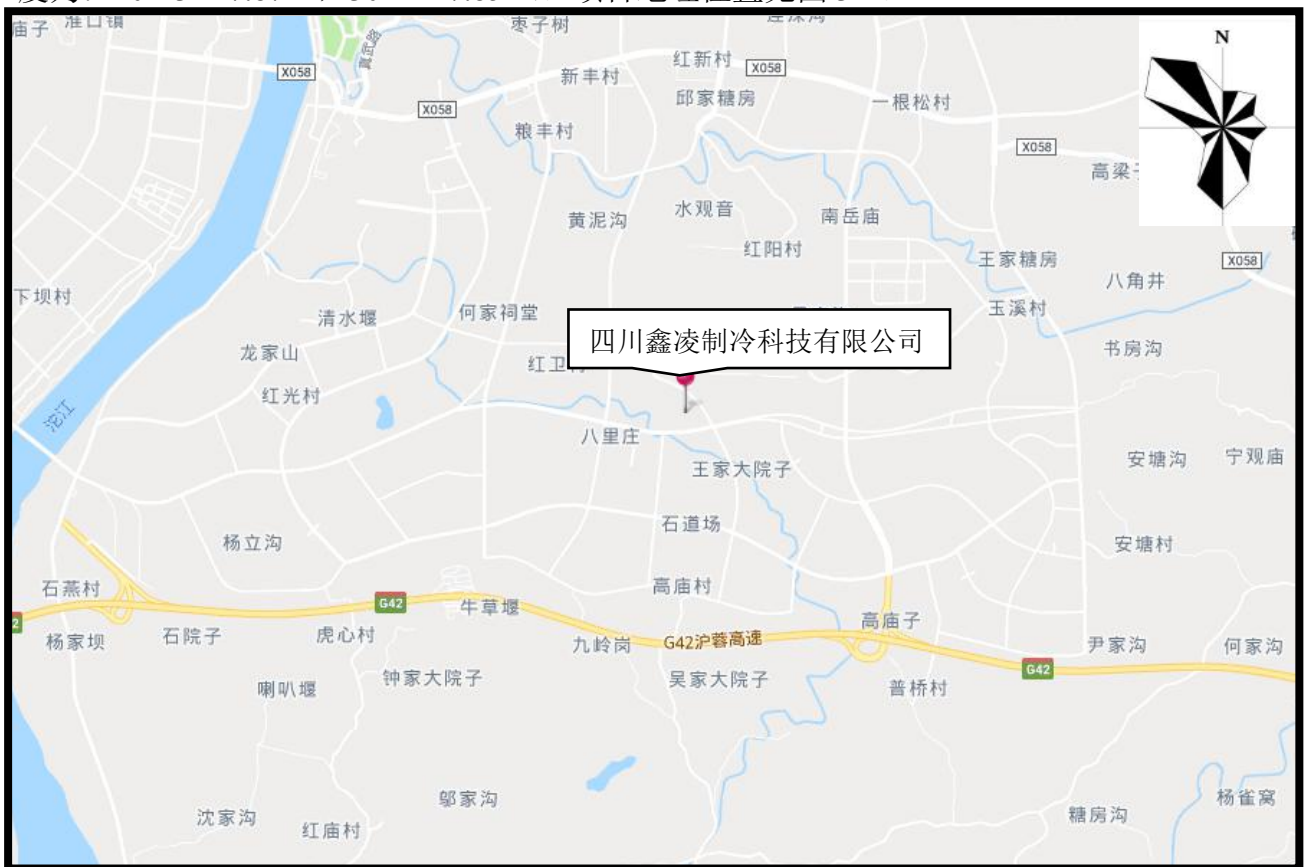 庙子
淮口镇
枣子树
X058
真武路
新丰村
红新村
X058
X058
邱家糖房
一根松村
粮丰村
X058
高梁
N
黄泥沟
水观音
南岳庙
红阳村
王家糖房
X058
八角井
下坝村
清水堰
何家祠堂
玉溪村
四川鑫凌制冷科技有限公司
龙家山
红卫
书房沟
红光村
沱江
八里庄
王家大院子
安塘沟
宁观庙
石道场
杨立沟
安塘村
石燕村
高庙村
G42
牛草堰
高庙子
2
杨家坝
石院子
虎心村
九岭岗
G42沪蓉高速
尹家沟
何家沟
G42
喇叭堰
钟家大院子
吴家大院子
普桥村
邬家沟
杨雀窝
沈家沟
红庙村
糖房沟